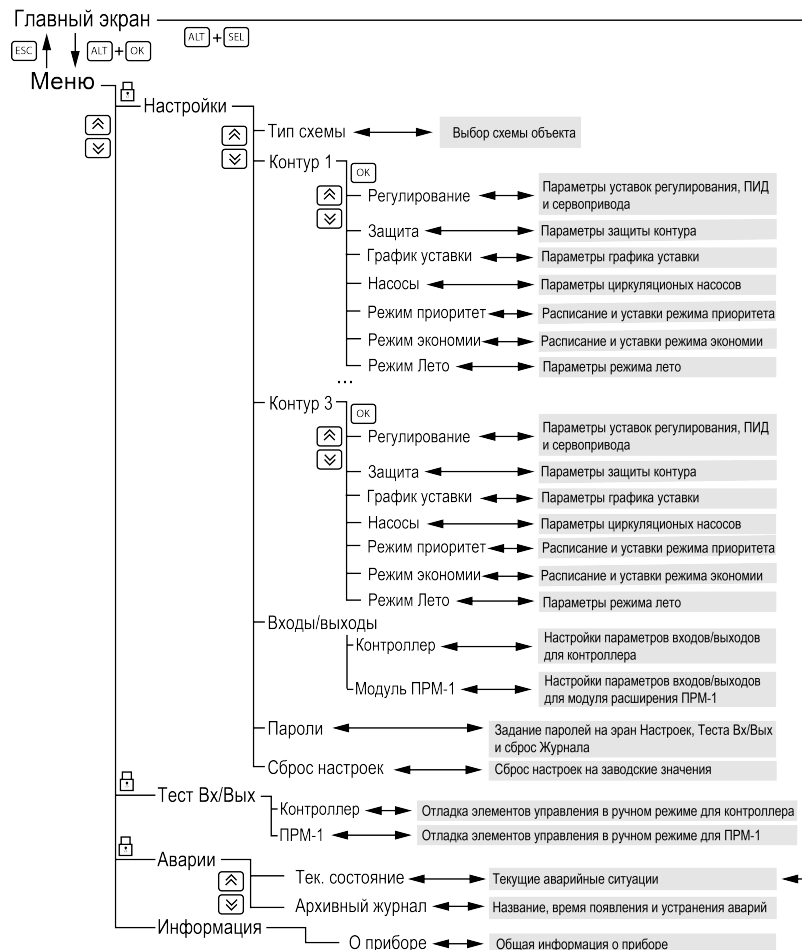 Главный экран
ALT + SEL
ESC ALT + OK
Меню
Настройки
Тип схемы Выбор схемы объекта
Контур 1
OK
Регулирование Параметры уставок регулирования, ПИД
и сервопривода
Защита Параметры защиты контура
График уставки Параметры графика уставки
Насосы Параметры циркуляционых насосов
Режим приоритет Расписание и уставки режима приоритета
Режим экономии Расписание и уставки режима экономии
Режим Лето Параметры режима лето
...
Контур 3
OK
Регулирование Параметры уставок регулирования, ПИД
и сервопривода
Защита Параметры защиты контура
График уставки Параметры графика уставки
Насосы Параметры циркуляционых насосов
Режим приоритет Расписание и уставки режима приоритета
Режим экономии Расписание и уставки режима экономии
Режим Лето Параметры режима лето
Входы/выходы
Контроллер Настройки параметров входов/выходов
для контроллера
Модуль ПРМ-1 Настройки параметров входов/выходов
для модуля расширения ПРМ-1
Пароли Задание паролей на эран Настроек, Теста Вх/Вых
и сброс Журнала
Сброс настроек Сброс настроек на заводские значения
Тест Вх/Вых
Контроллер Отладка элементов управления в ручном режиме для контроллера
ПРМ-1 Отладка элементов управления в ручном режиме для ПРМ-1
Аварии
Тек. состояние Текущие аварийные ситуации
Архивный журнал Название, время появления и устранения аварий
Информация
О приборе Общая информация о приборе